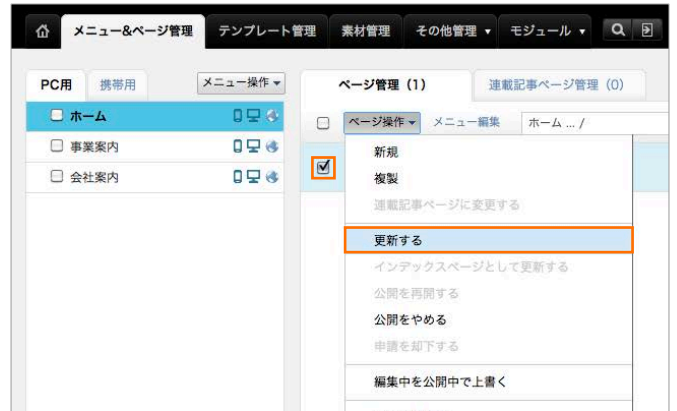 メニュー&ページ管理 テンプレート管理 素材管理 その他管理 ▼ モジュール ▼
PC用 携帯用 メニュー操作 ▼
ホーム
事業案内
会社案内
ページ管理 (1) 連載記事ページ管理 (0)
ページ操作 ▼ メニュー編集 ホーム ... /
新規
複製
連載記事ページに変更する
更新する
インデックスページとして更新する
公開を再開する
公開をやめる
申請を却下する
編集中を公開中で上書く